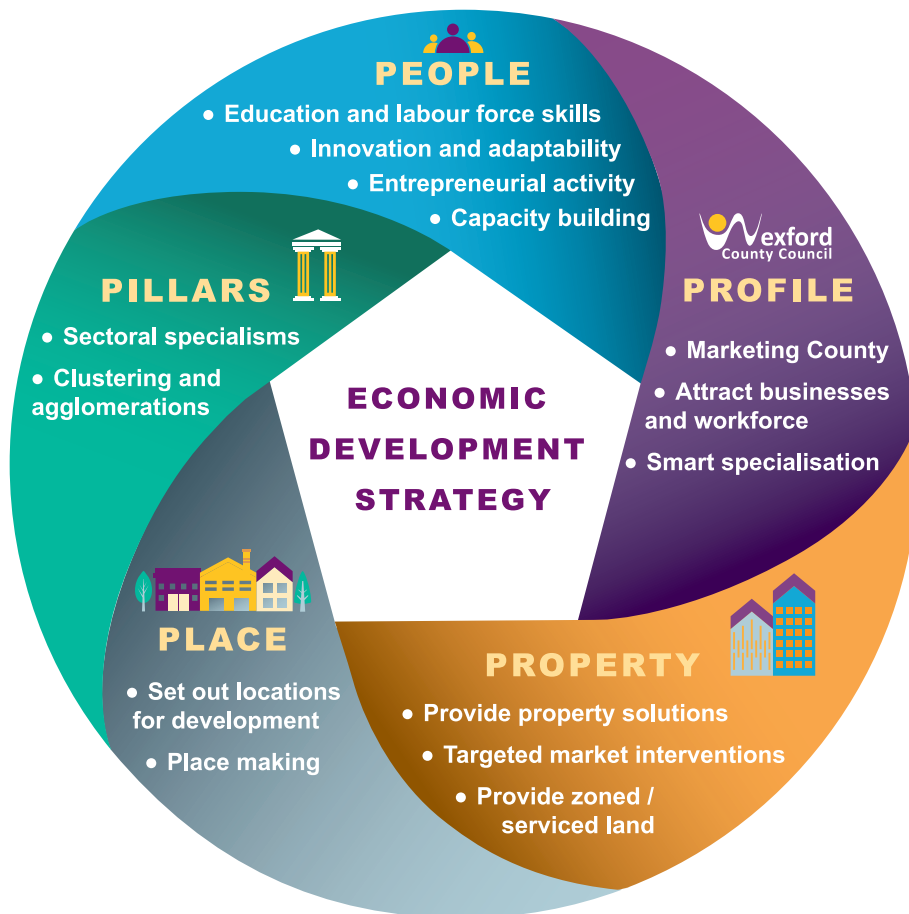 PEOPLE
● Education and labour force skills
● Innovation and adaptability
● Entrepreneurial activity
● Capacity building
Wexford
County Council
PROFILE
● Marketing County
● Attract businesses
and workforce
● Smart specialisation
PROPERTY
● Provide property solutions
● Targeted market interventions
● Provide zoned /
serviced land
PLACE
● Set out locations
for development
● Place making
PILLARS
● Sectoral specialisms
● Clustering and
agglomerations
ECONOMIC
DEVELOPMENT
STRATEGY